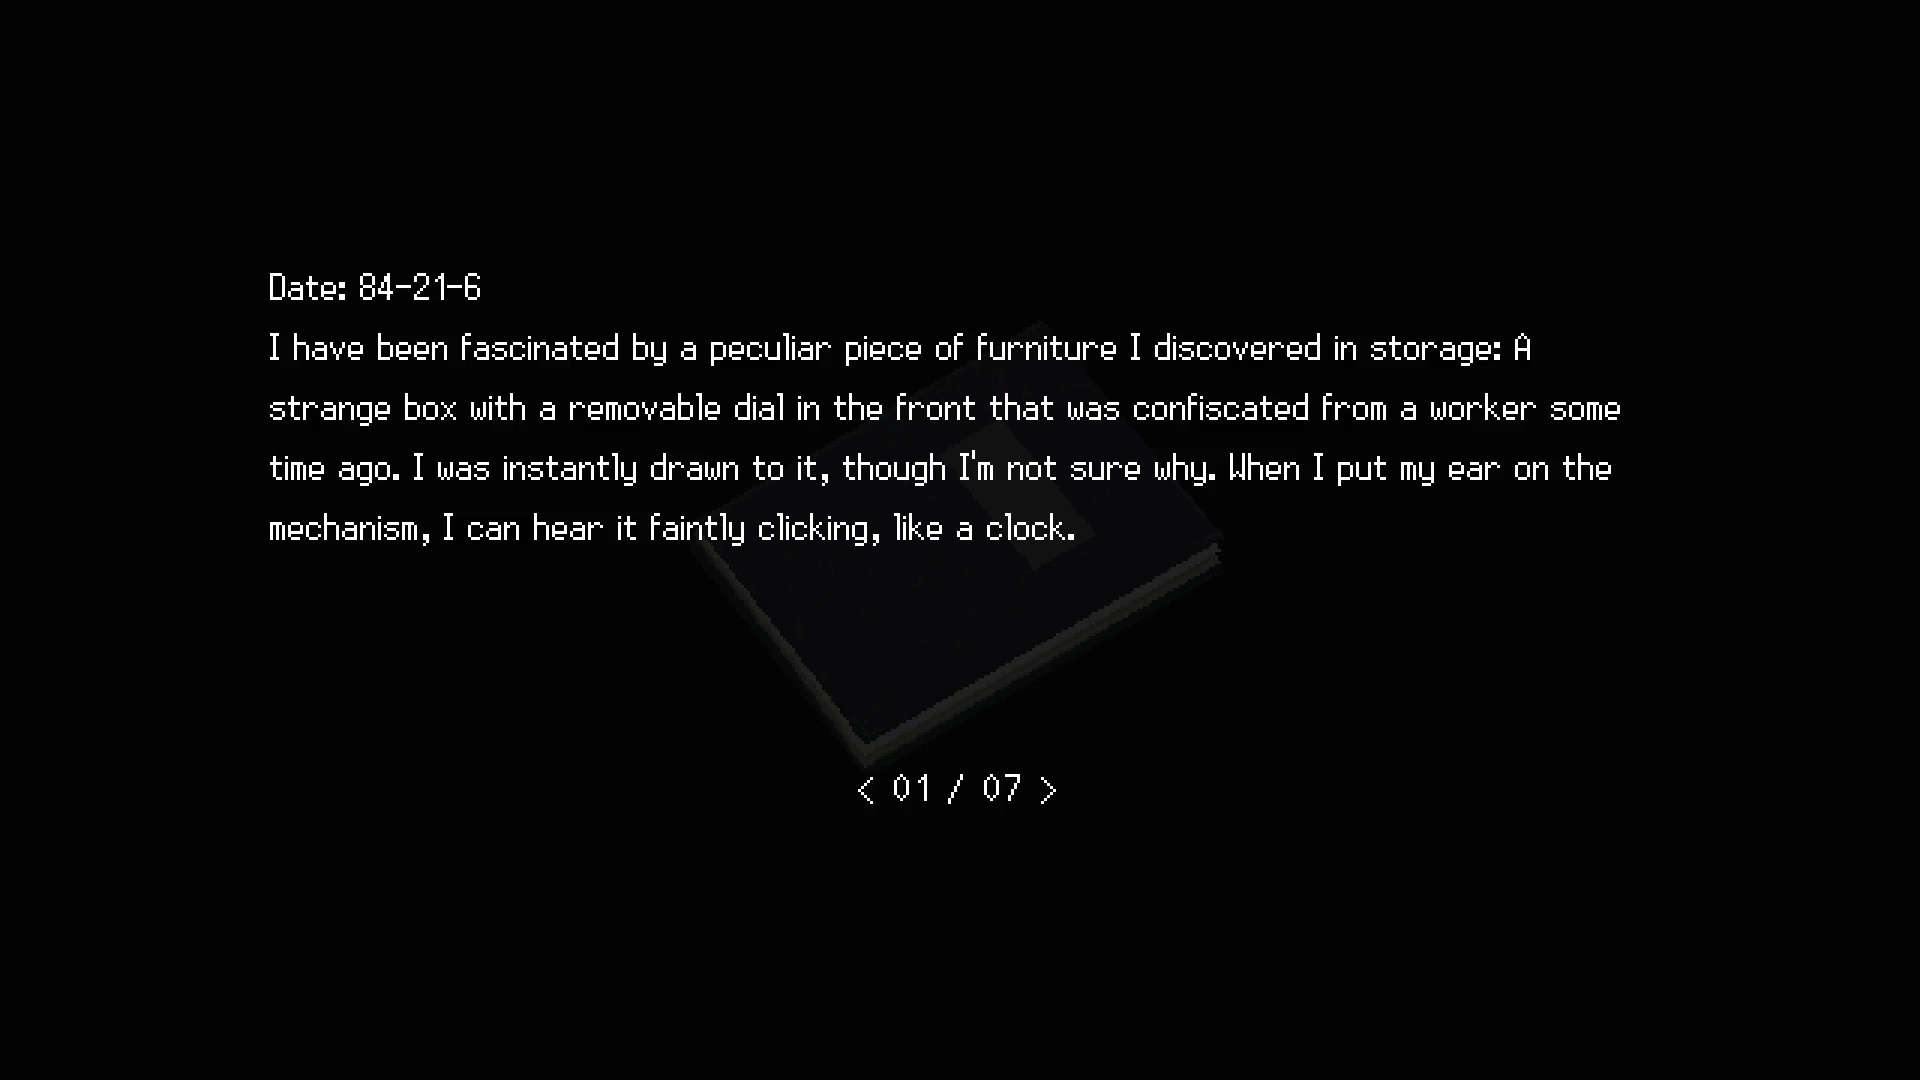 Date: 84-21-6
I have been fascinated by a peculiar piece of furniture I discovered in storage: A
strange box with a removable dial in the front that was confiscated from a worker some
time ago. I was instantly drawn to it, though I'm not sure why. When I put my ear on the
mechanism, I can hear it faintly clicking, like a clock.
< 01 / 07 >